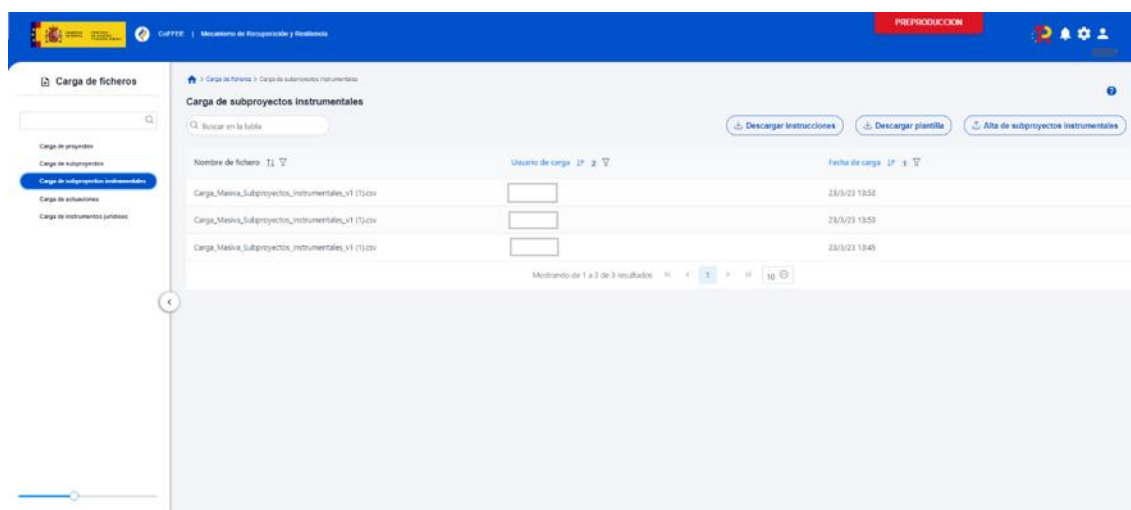 PREPRODUCCION
CoFFEE | Mecanismo de Recuperación y Resiliencia
Carga de ficheros
> Carga de ficheros > Carga de subproyectos instrumentales
Carga de subproyectos instrumentales
Buscar en la tabla
Descargar instrucciones
Descargar plantilla
Alta de subproyectos instrumentales
Carga de proyectos
Carga de subproyectos
Carga de subproyectos instrumentales
Carga de actuaciones
Carga de instrumentos jurídicos
Nombre de fichero Usuario de carga 2 Fecha de carga 1
Carga_Masiva_Subproyectos_Instrumentales_v1 (1).csv 23/3/23 13:53
Carga_Masiva_Subproyectos_Instrumentales_v1 (1).csv 23/3/23 13:53
Carga_Masiva_Subproyectos_Instrumentales_v1 (1).csv 23/3/23 13:45
Mostrando de 1 a 3 de 3 resultados 1 10